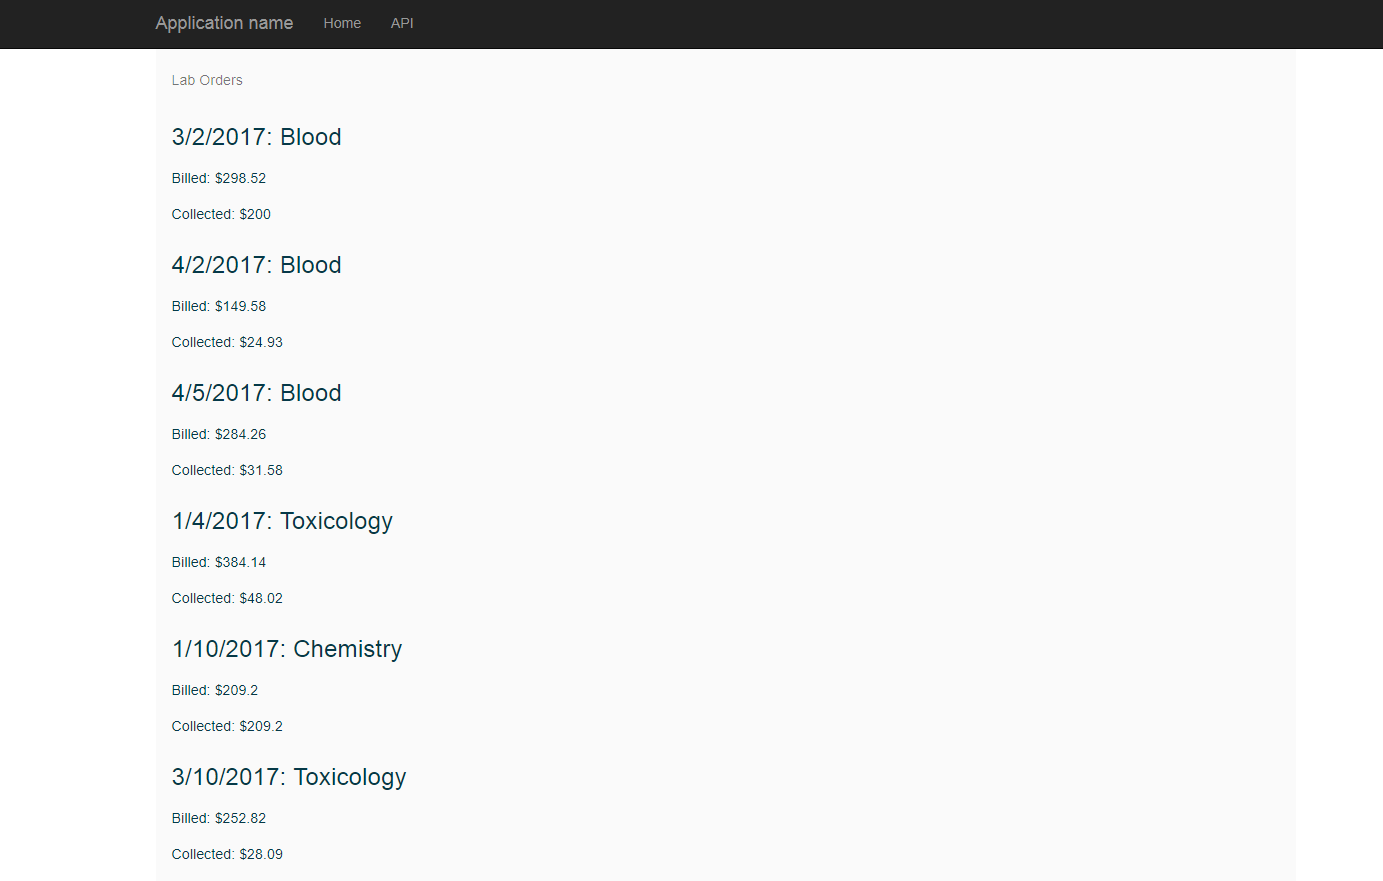 Application name Home API
Lab Orders
3/2/2017: Blood
Billed: $298.52
Collected: $200
4/2/2017: Blood
Billed: $149.58
Collected: $24.93
4/5/2017: Blood
Billed: $284.26
Collected: $31.58
1/4/2017: Toxicology
Billed: $384.14
Collected: $48.02
1/10/2017: Chemistry
Billed: $209.2
Collected: $209.2
3/10/2017: Toxicology
Billed: $252.82
Collected: $28.09